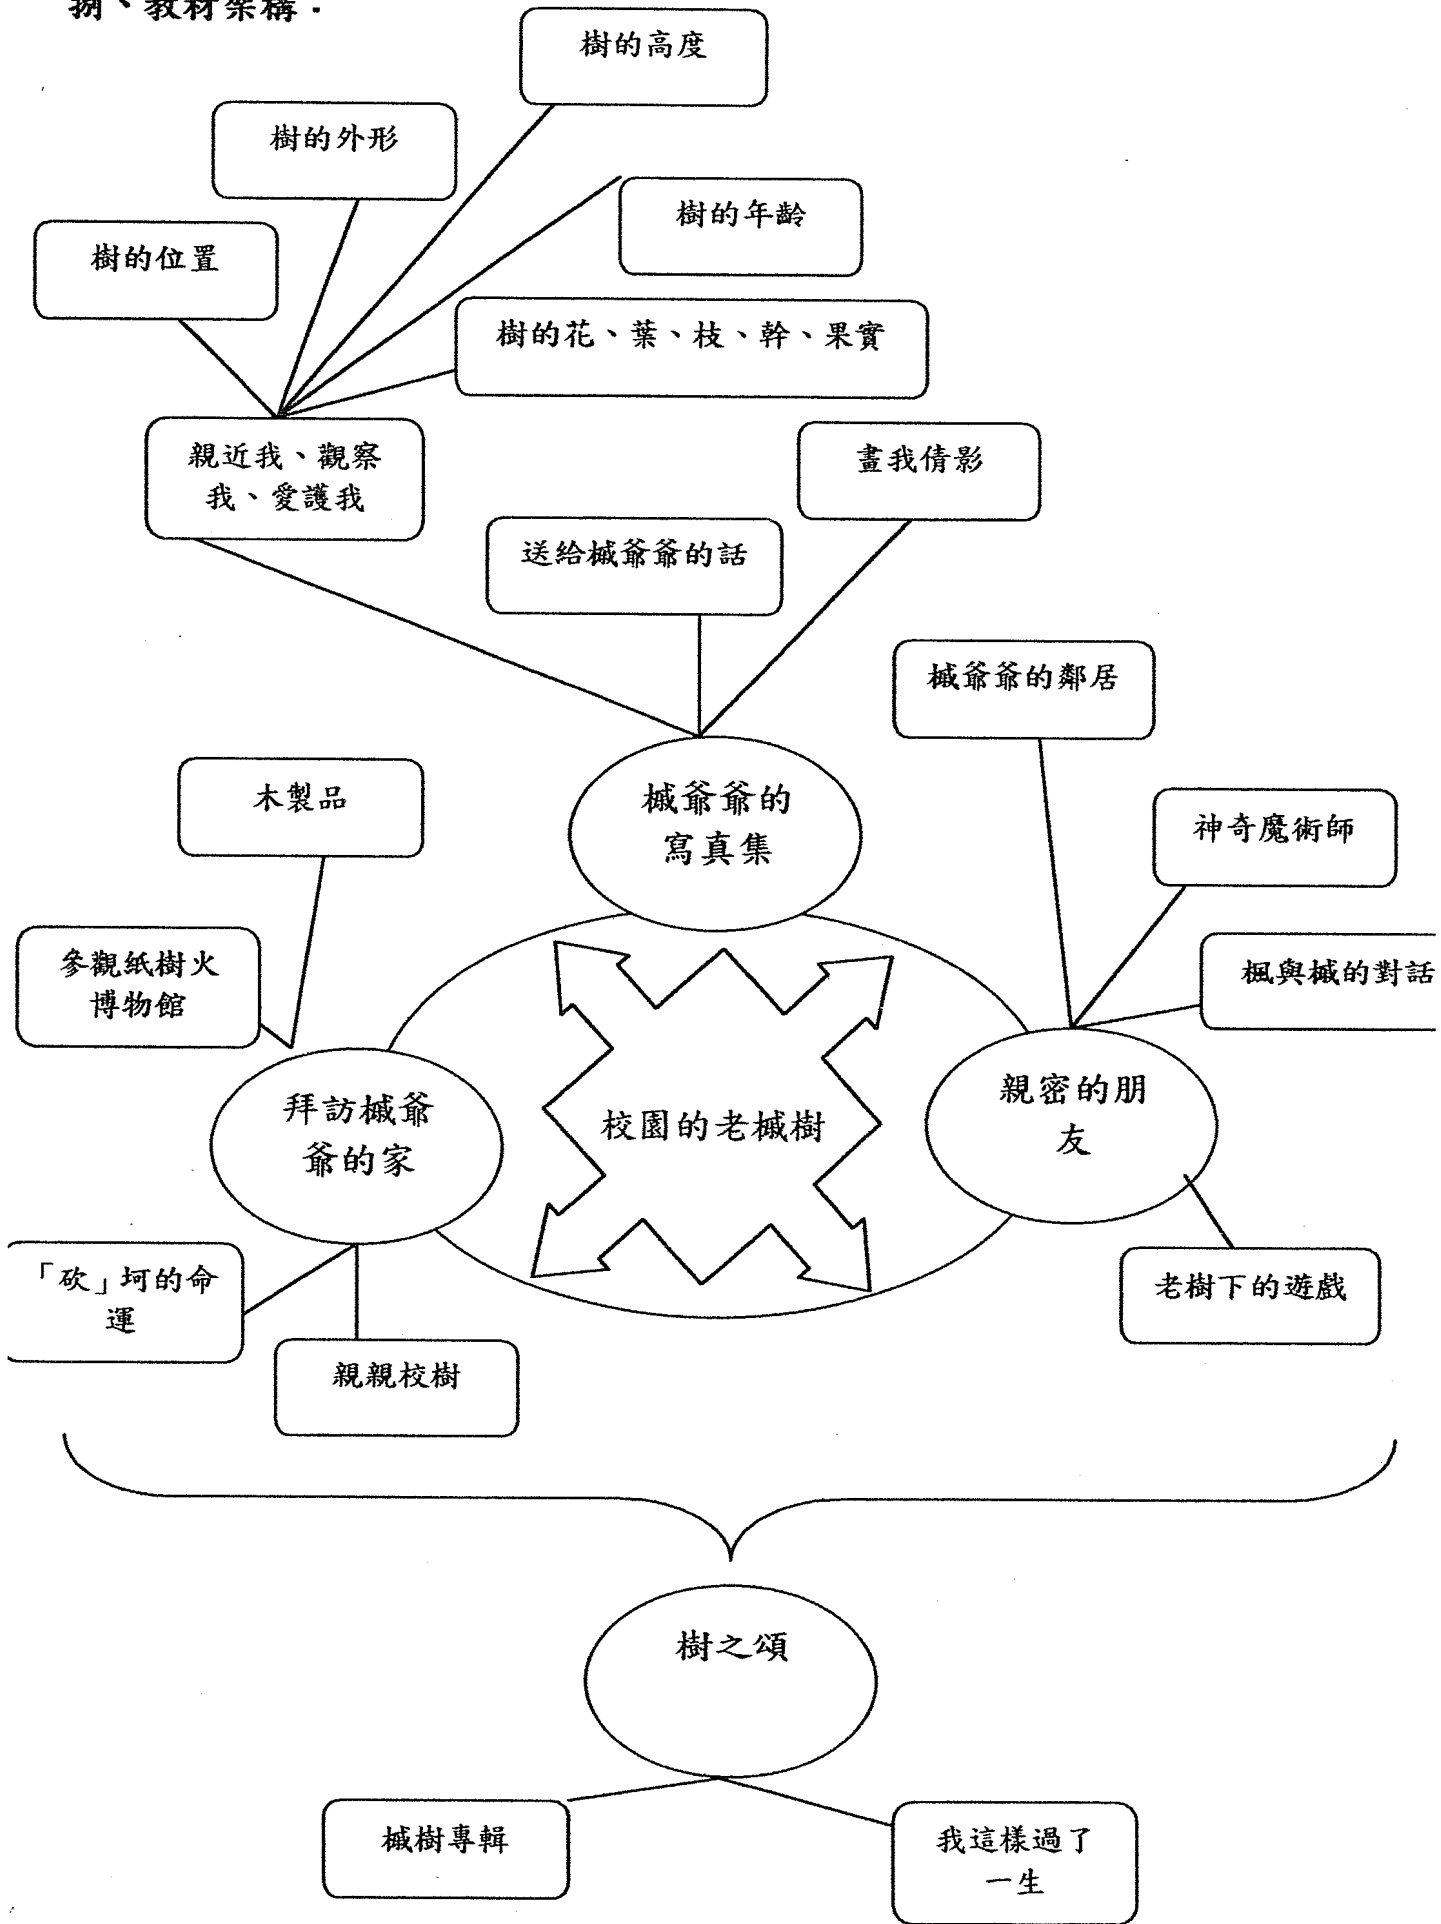 捌、教材架構：
樹的高度
樹的外形
樹的年齡
樹的位置
樹的花、葉、枝、幹、果實
親近我、觀察
我、愛護我
畫我倩影
送給槭爺爺的話
槭爺爺的鄰居
槭爺爺的
寫真集
木製品
神奇魔術師
參觀紙樹火
博物館
楓與槭的對話
拜訪槭爺
爺的家
校園的老槭樹
親密的朋
友
「砍」坷的命
運
老樹下的遊戲
親親校樹
樹之頌
槭樹專輯
我這樣過了
一生